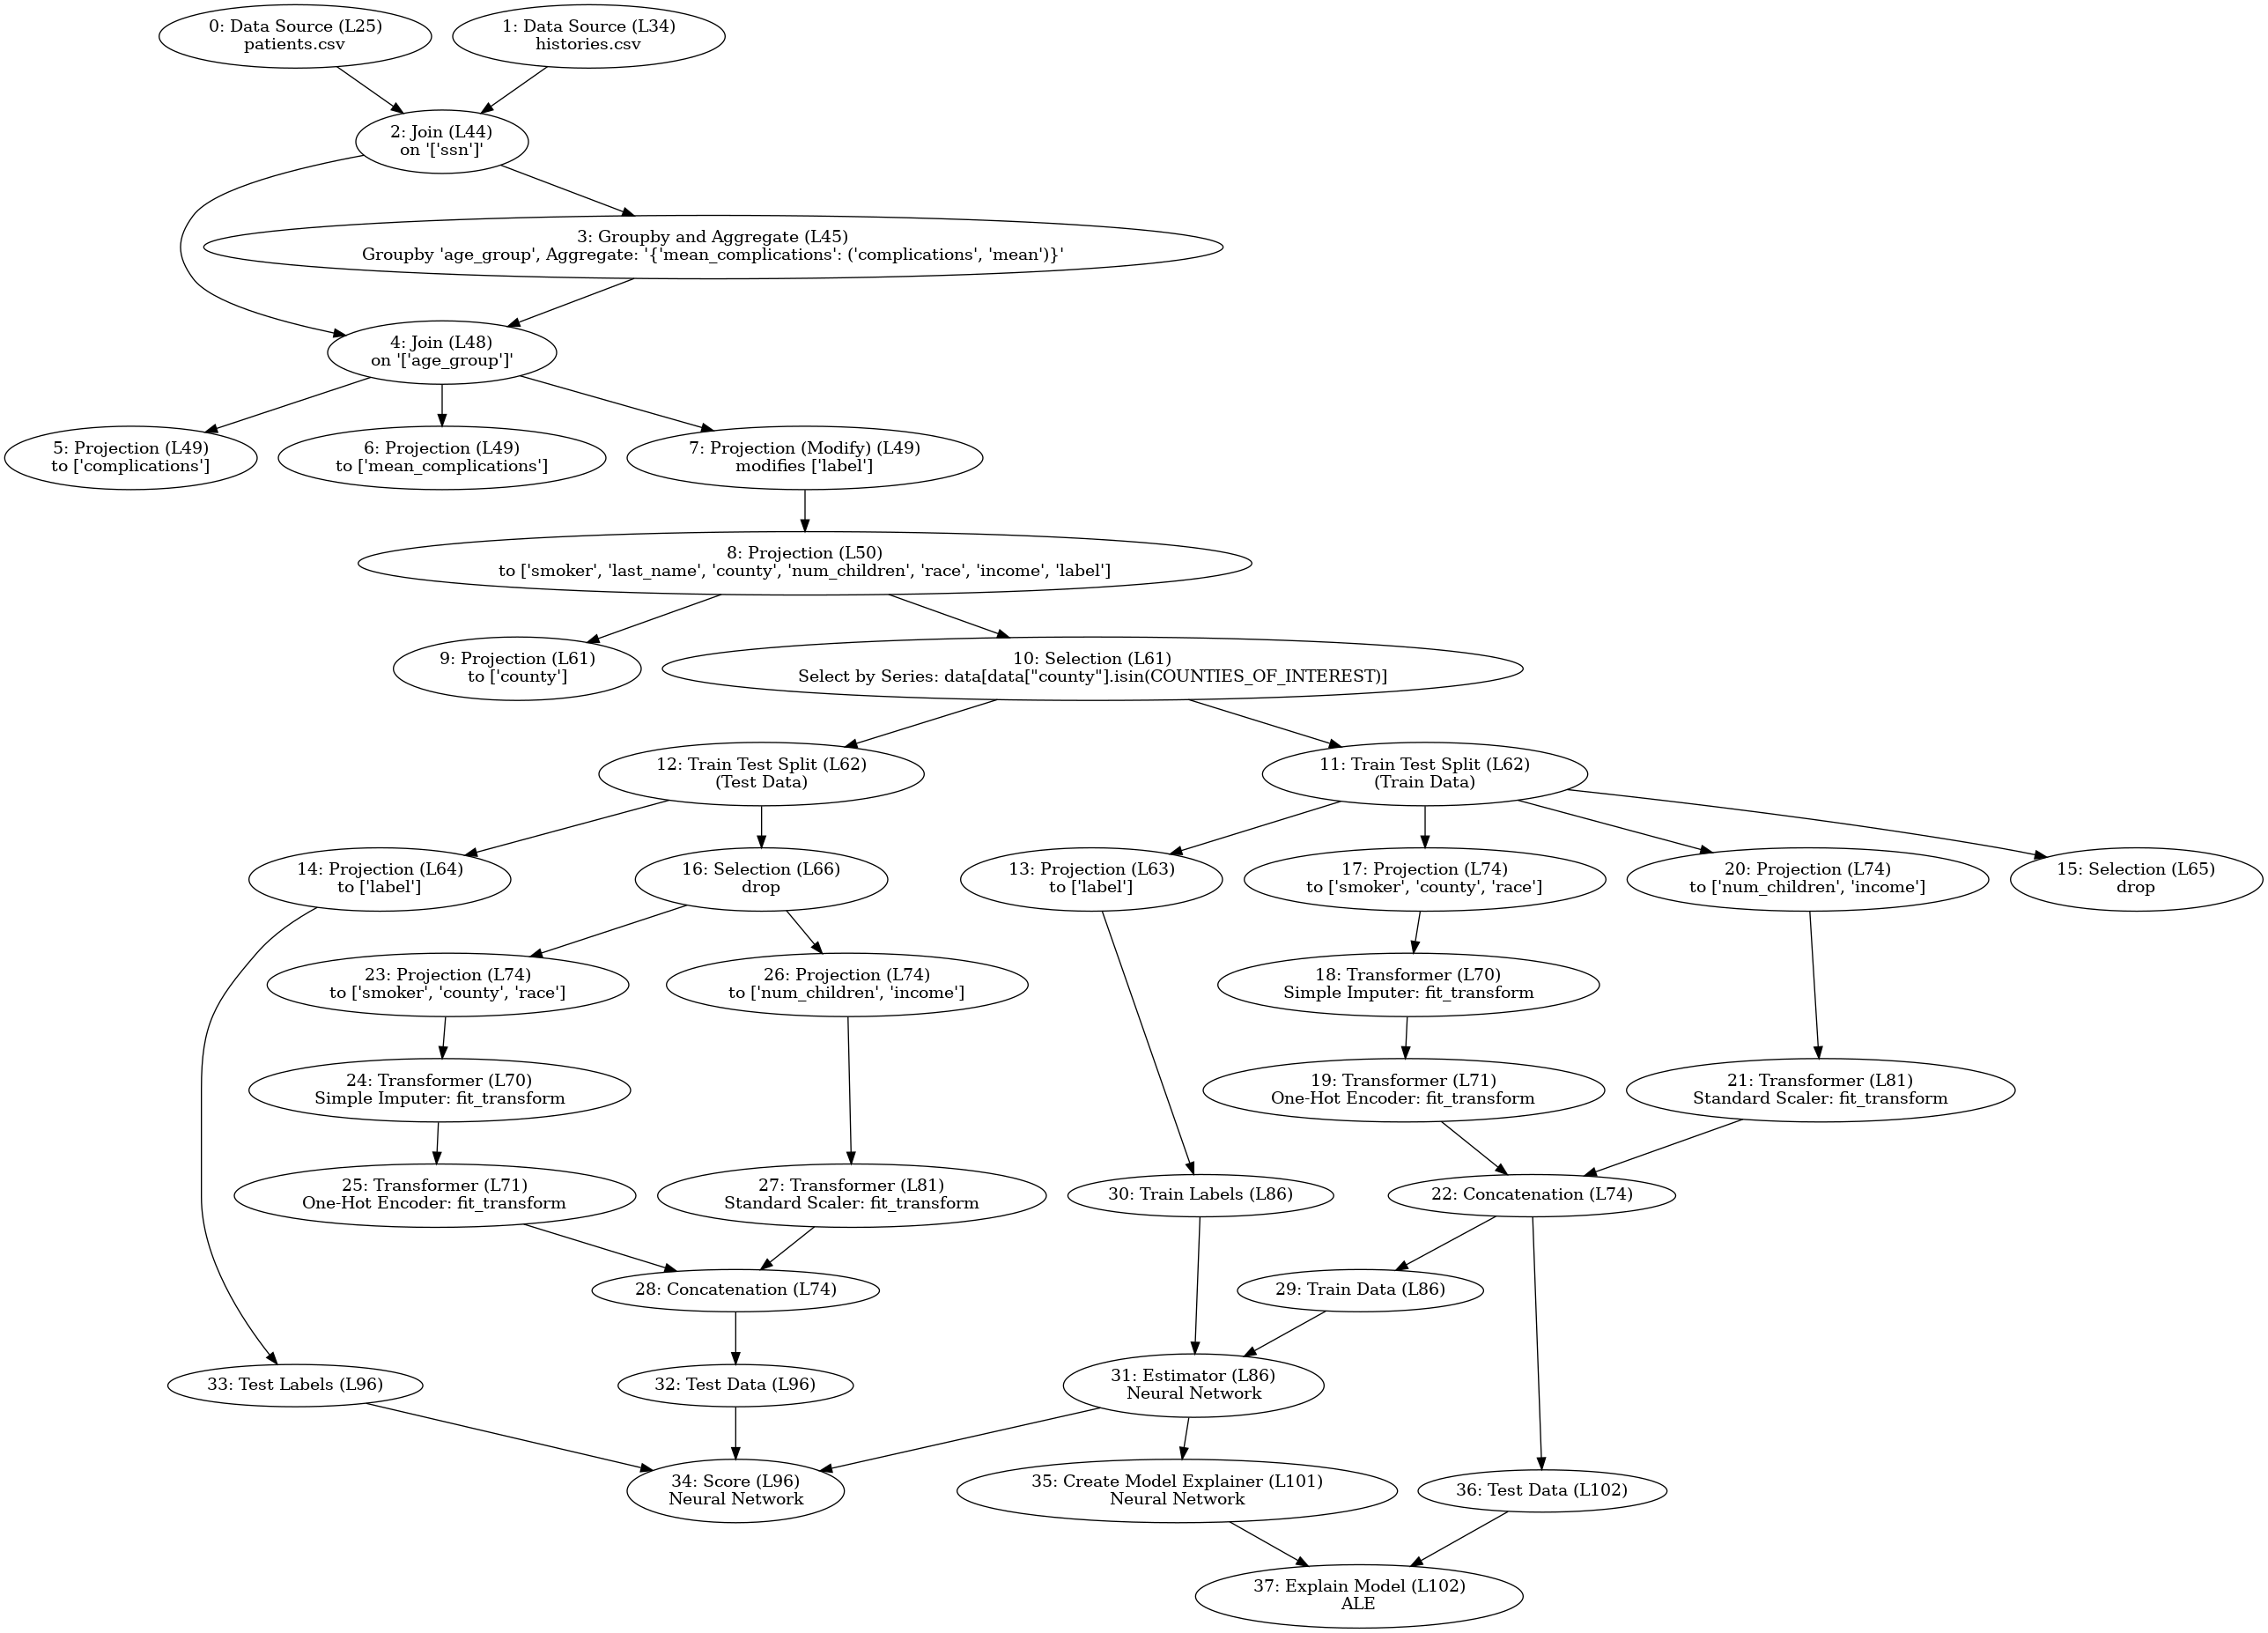 0: Data Source (L25)
patients.csv
1: Data Source (L34)
histories.csv
2: Join (L44)
on '['ssn']'
3: Groupby and Aggregate (L45)
Groupby 'age_group', Aggregate: '{'mean_complications': ('complications', 'mean')}'
4: Join (L48)
on '['age_group']'
5: Projection (L49)
to ['complications']
6: Projection (L49)
to ['mean_complications']
7: Projection (Modify) (L49)
modifies ['label']
8: Projection (L50)
to ['smoker', 'last_name', 'county', 'num_children', 'race', 'income', 'label']
9: Projection (L61)
to ['county']
10: Selection (L61)
Select by Series: data[data[\"county\"].isin(COUNTIES_OF_INTEREST)]
12: Train Test Split (L62)
(Test Data)
11: Train Test Split (L62)
(Train Data)
14: Projection (L64)
to ['label']
16: Selection (L66)
drop
13: Projection (L63)
to ['label']
17: Projection (L74)
to ['smoker', 'county', 'race']
20: Projection (L74)
to ['num_children', 'income']
15: Selection (L65)
drop
23: Projection (L74)
to ['smoker', 'county', 'race']
26: Projection (L74)
to ['num_children', 'income']
18: Transformer (L70)
Simple Imputer: fit_transform
24: Transformer (L70)
Simple Imputer: fit_transform
19: Transformer (L71)
One-Hot Encoder: fit_transform
21: Transformer (L81)
Standard Scaler: fit_transform
25: Transformer (L71)
One-Hot Encoder: fit_transform
27: Transformer (L81)
Standard Scaler: fit_transform
30: Train Labels (L86)
22: Concatenation (L74)
28: Concatenation (L74)
29: Train Data (L86)
33: Test Labels (L96)
32: Test Data (L96)
31: Estimator (L86)
Neural Network
34: Score (L96)
Neural Network
35: Create Model Explainer (L101)
Neural Network
36: Test Data (L102)
37: Explain Model (L102)
ALE